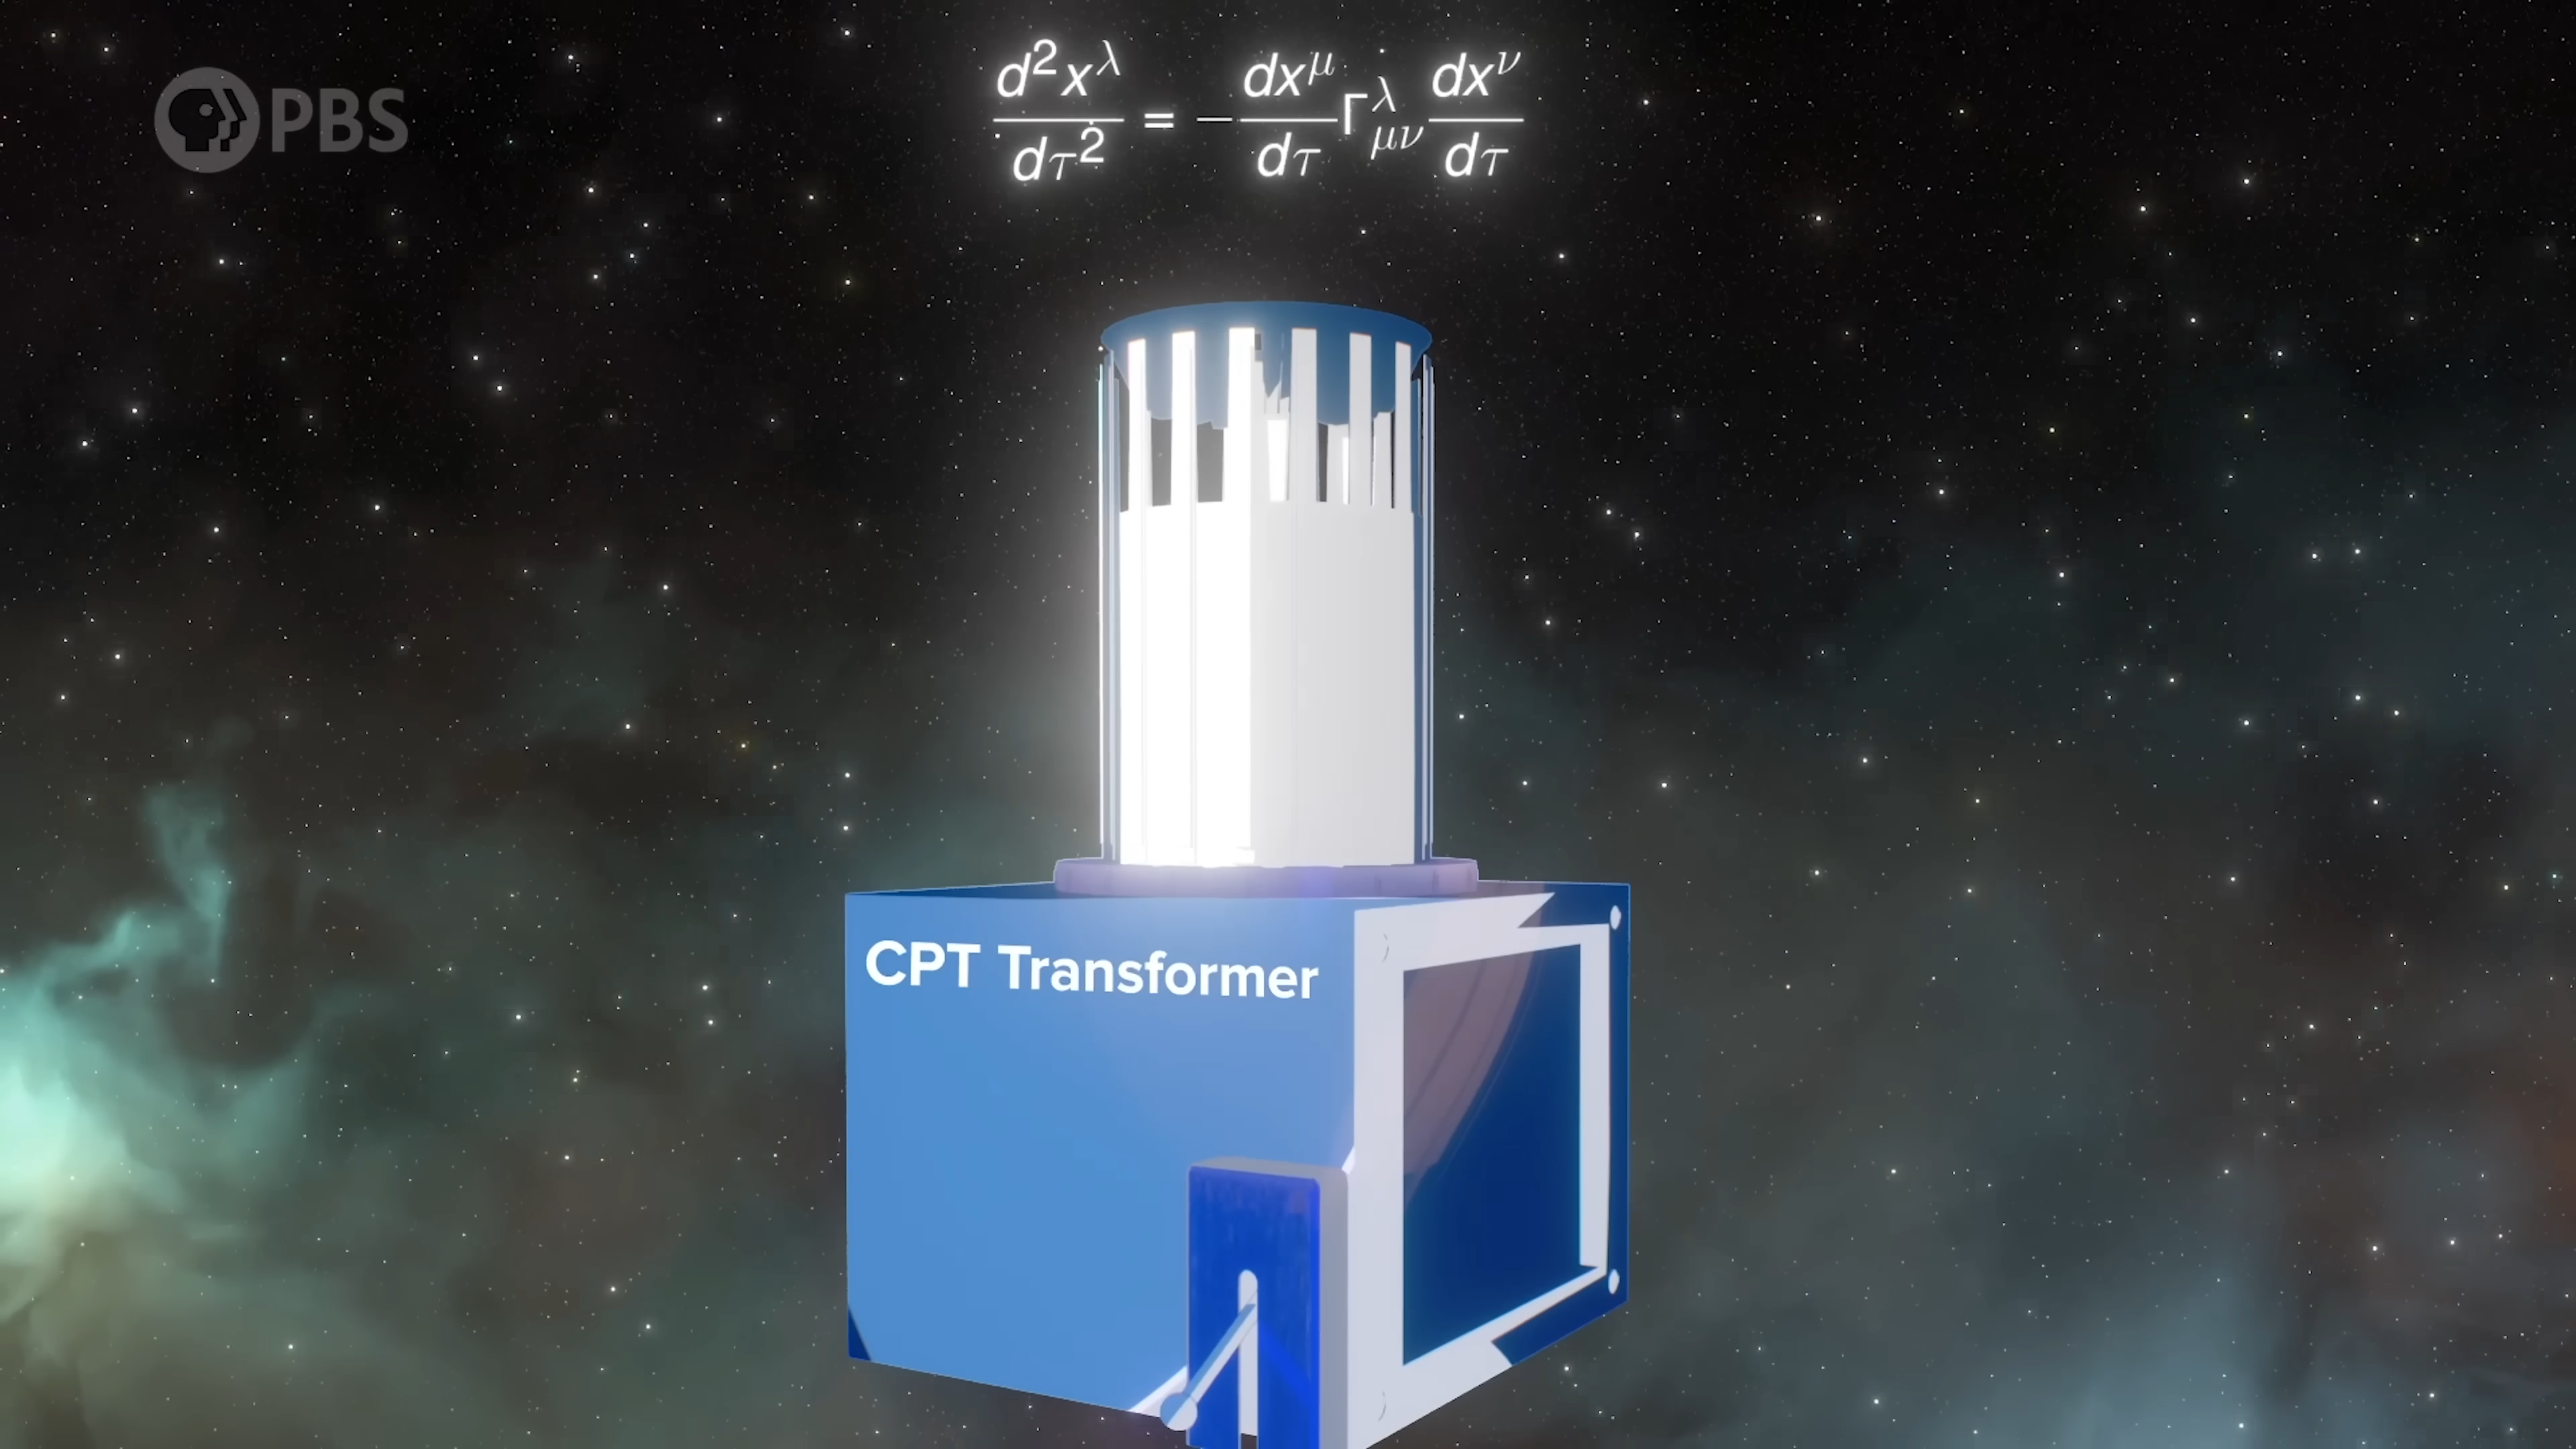 PBS
d²x^λ/dτ² = −dx^μ/dτ Γ^λ_μν dx^ν/dτ
CPT Transformer